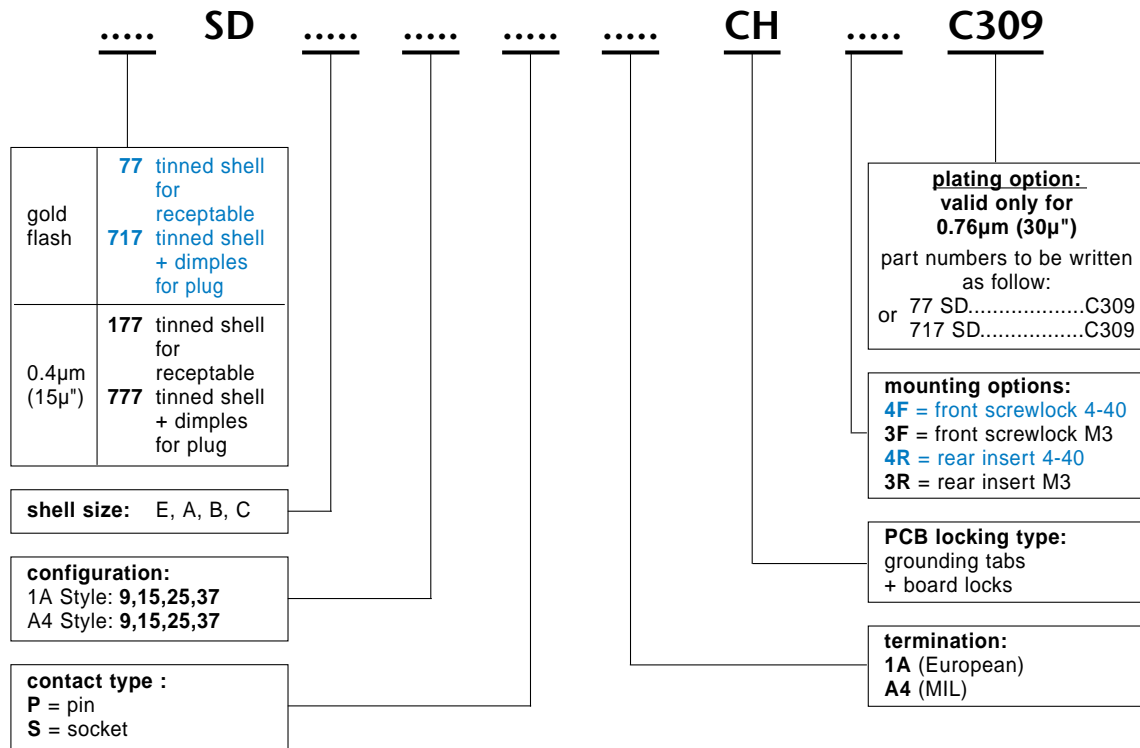 ..... SD ..... ..... ..... ..... CH ..... C309
gold
flash
77 tinned shell
for
receptable
717 tinned shell
+ dimples
for plug
0.4µm
(15µ")
177 tinned shell
for
receptable
777 tinned shell
+ dimples
for plug
shell size: E, A, B, C
configuration:
1A Style: 9,15,25,37
A4 Style: 9,15,25,37
contact type :
P = pin
S = socket
plating option:
valid only for
0.76µm (30µ")
part numbers to be written
as follow:
or
77 SD...................C309
717 SD.................C309
mounting options:
4F = front screwlock 4-40
3F = front screwlock M3
4R = rear insert 4-40
3R = rear insert M3
PCB locking type:
grounding tabs
+ board locks
termination:
1A (European)
A4 (MIL)